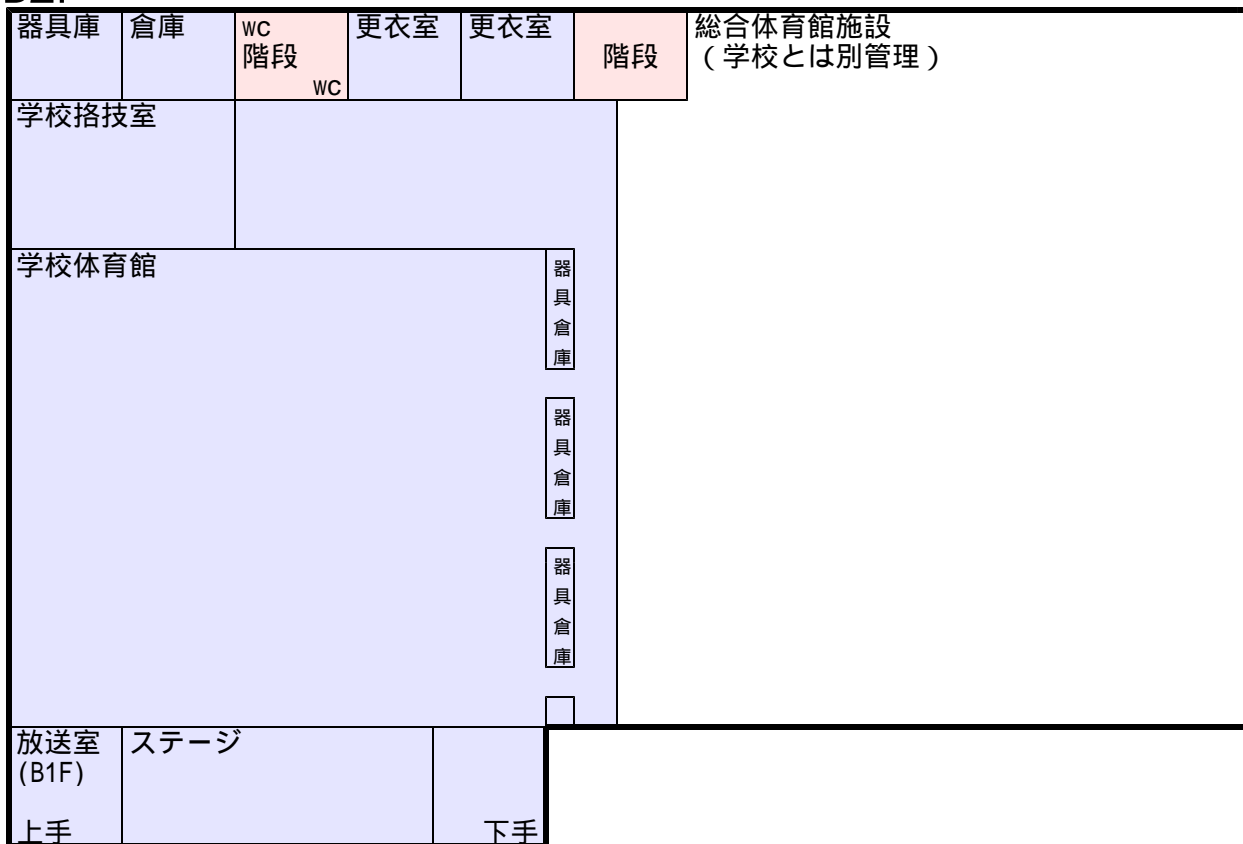 器具庫
倉庫
WC
階段
WC
更衣室
更衣室
階段
総合体育館施設
(学校とは別管理)
学校挌技室
学校体育館
器具倉庫
器具倉庫
器具倉庫
放送室
(B1F)
上手
ステージ
下手